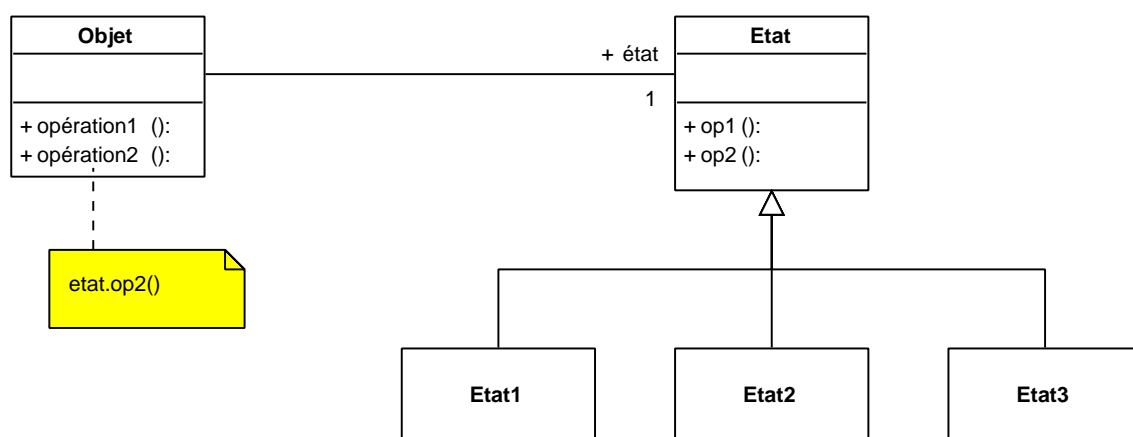 Objet
+ opération1 ():
+ opération2 ():
etat.op2()
+ état
1
Etat
+ op1 ():
+ op2 ():
Etat1
Etat2
Etat3